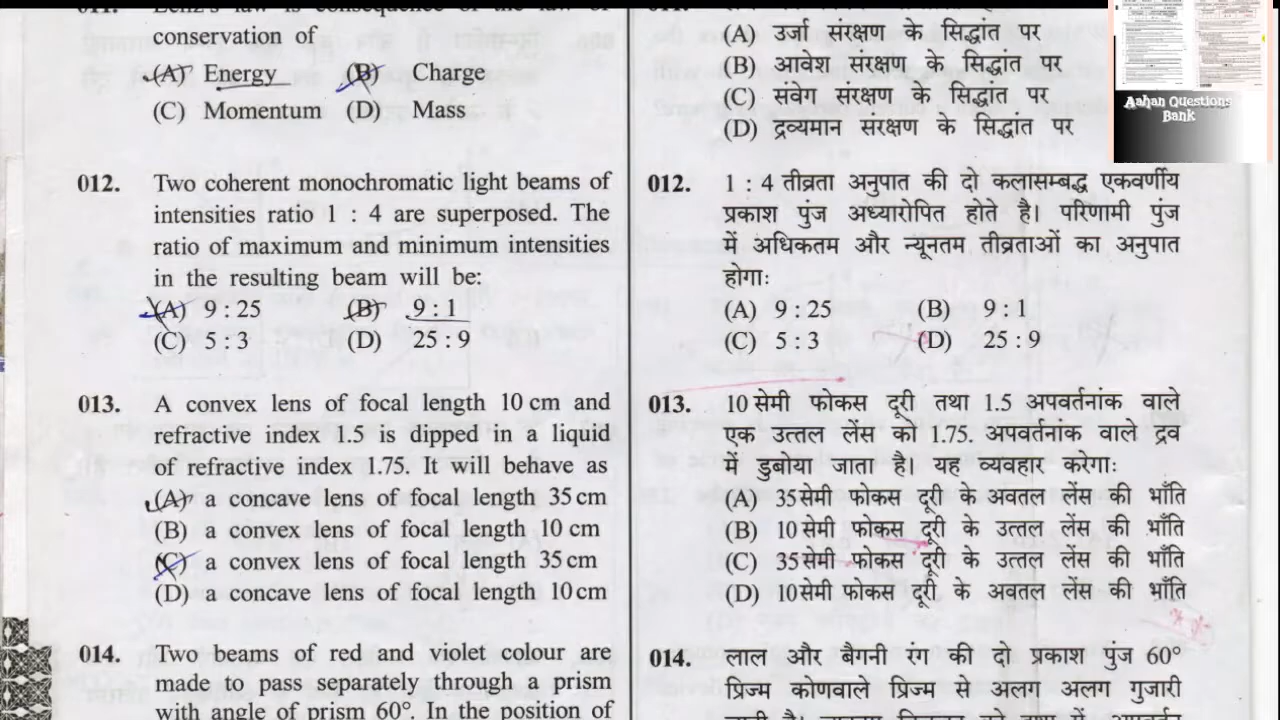 conservation of
(A) Energy (B) Charge
(C) Momentum (D) Mass
012. Two coherent monochromatic light beams of
intensities ratio 1 : 4 are superposed. The
ratio of maximum and minimum intensities
in the resulting beam will be:
(A) 9 : 25 (B) 9 : 1
(C) 5 : 3 (D) 25 : 9
013. A convex lens of focal length 10 cm and
refractive index 1.5 is dipped in a liquid
of refractive index 1.75. It will behave as
(A) a concave lens of focal length 35 cm
(B) a convex lens of focal length 10 cm
(C) a convex lens of focal length 35 cm
(D) a concave lens of focal length 10 cm
014. Two beams of red and violet colour are
made to pass separately through a prism
with angle of prism 60°. In the position of
(A) उर्जा संरक्षण के सिद्धांत पर
(B) आवेश संरक्षण के सिद्धांत पर
(C) संवेग संरक्षण के सिद्धांत पर
(D) द्रव्यमान संरक्षण के सिद्धांत पर
012. 1 : 4 तीव्रता अनुपात की दो कलासम्बद्ध एकवर्णीय
प्रकाश पुंज अध्यारोपित होते है। परिणामी पुंज
में अधिकतम और न्यूनतम तीव्रताओं का अनुपात
होगाः
(A) 9 : 25 (B) 9 : 1
(C) 5 : 3 (D) 25 : 9
013. 10 सेमी फोकस दूरी तथा 1.5 अपवर्तनांक वाले
एक उत्तल लेंस को 1.75. अपवर्तनांक वाले द्रव
में डुबोया जाता है। यह व्यवहार करेगाः
(A) 35 सेमी फोकस दूरी के अवतल लेंस की भाँति
(B) 10 सेमी फोकस दूरी के उत्तल लेंस की भाँति
(C) 35 सेमी फोकस दूरी के उत्तल लेंस की भाँति
(D) 10 सेमी फोकस दूरी के अवतल लेंस की भाँति
014. लाल और बैगनी रंग की दो प्रकाश पुंज 60°
प्रिज्म कोणवाले प्रिज्म से अलग अलग गुजारी
Aahan Questions
Bank